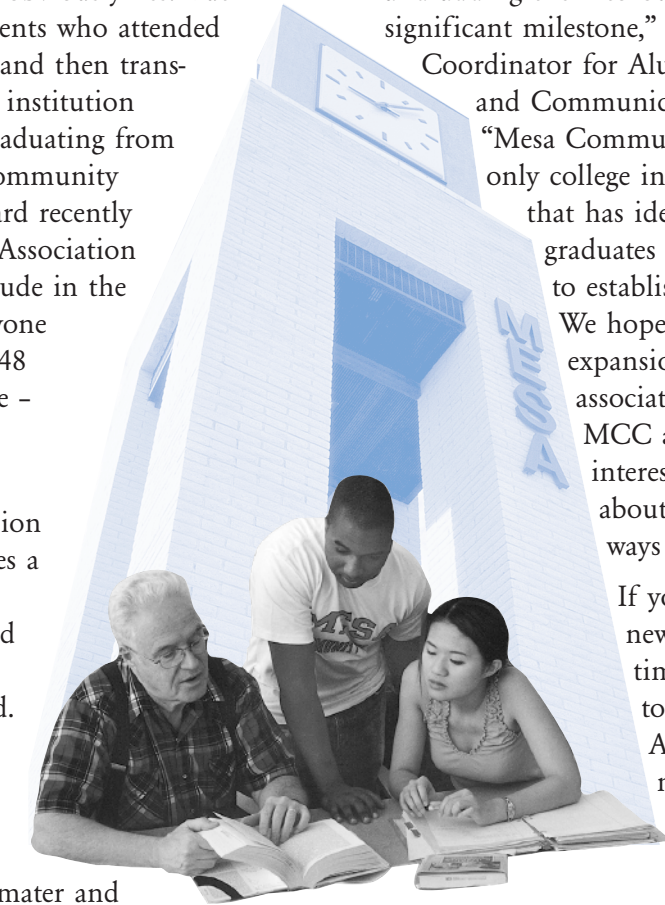 ents who attended
and then trans-
institution
aduating from
ommunity
rd recently
Association
ude in the
yone
48
e –
ion
es a
d
d.
mater and
significant milestone,”
Coordinator for Alu
and Communic
“Mesa Commu
only college in
that has ide
graduates
to establis
We hope
expansio
associat
MCC a
interes
about
ways
If yo
new
tim
to
A
MESA
MESA